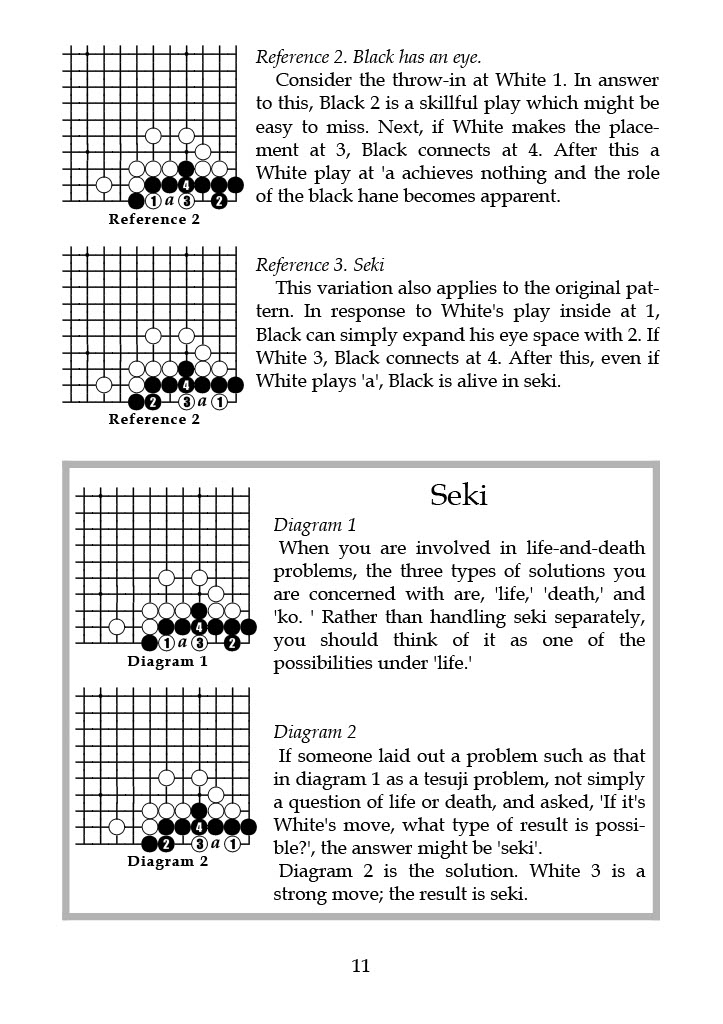 Reference 2. Black has an eye.
Consider the throw-in at White 1. In answer
to this, Black 2 is a skillful play which might be
easy to miss. Next, if White makes the place-
ment at 3, Black connects at 4. After this a
White play at 'a achieves nothing and the role
of the black hane becomes apparent.
4
1 a 3 2
Reference 2
Reference 3. Seki
This variation also applies to the original pat-
tern. In response to White's play inside at 1,
Black can simply expand his eye space with 2. If
White 3, Black connects at 4. After this, even if
White plays 'a', Black is alive in seki.
4
2 3 a 1
Reference 2
Seki
Diagram 1
When you are involved in life-and-death
problems, the three types of solutions you
are concerned with are, 'life,' 'death,' and
'ko. ' Rather than handling seki separately,
you should think of it as one of the
possibilities under 'life.'
4
1 a 3 2
Diagram 1
Diagram 2
If someone laid out a problem such as that
in diagram 1 as a tesuji problem, not simply
a question of life or death, and asked, 'If it's
White's move, what type of result is possi-
ble?', the answer might be 'seki'.
Diagram 2 is the solution. White 3 is a
strong move; the result is seki.
4
2 3 a 1
Diagram 2
11